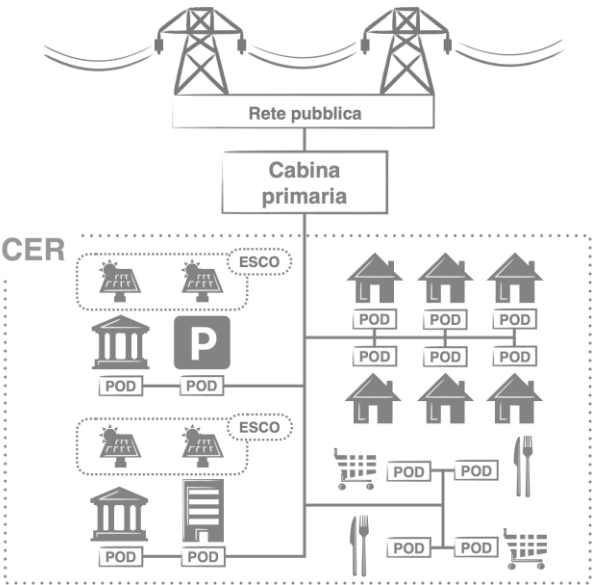 Rete pubblica
Cabina
primaria
CER
ESCO
P
POD POD
ESCO
POD POD
POD POD POD
POD POD POD
POD POD
POD POD